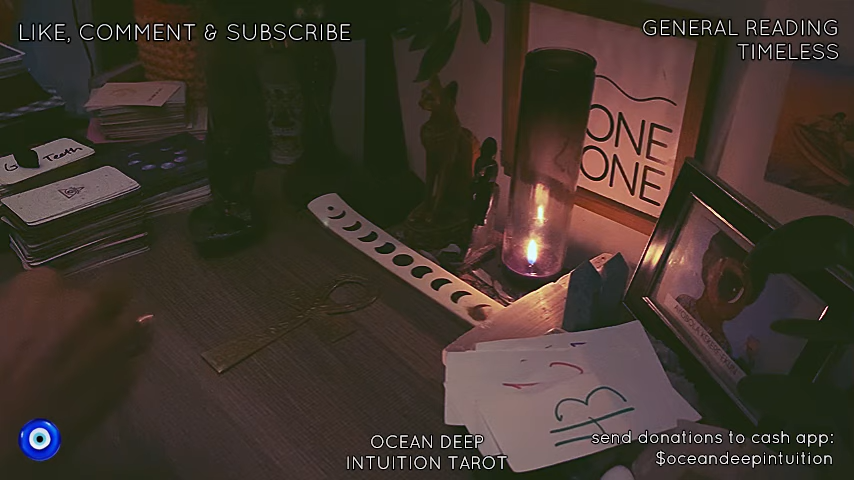 LIKE, COMMENT & SUBSCRIBE
GENERAL READING
TIMELESS
ONE
ONE
Teeth
H3
OCEAN DEEP
INTUITION TAROT
send donations to cash app:
$oceandeepintuition